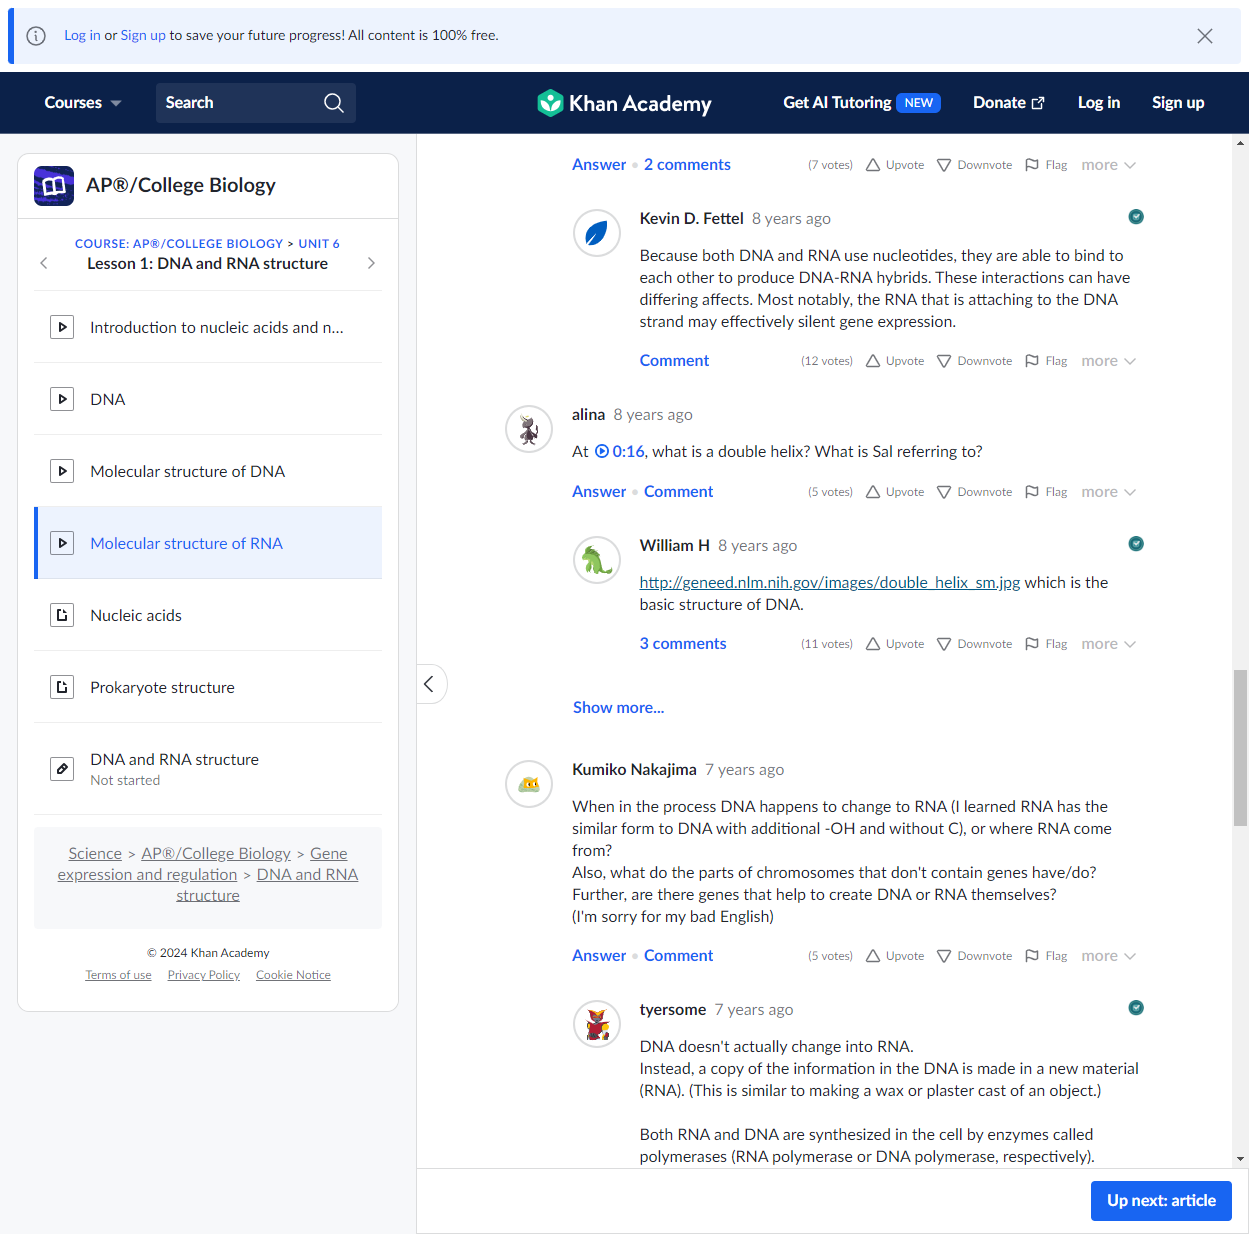 Log in or Sign up to save your future progress! All content is 100% free.
Courses
Search
Khan Academy
Get AI Tutoring NEW
Donate
Log in
Sign up
AP®/College Biology
COURSE: AP®/COLLEGE BIOLOGY > UNIT 6
Lesson 1: DNA and RNA structure
Introduction to nucleic acids and n...
DNA
Molecular structure of DNA
Molecular structure of RNA
Nucleic acids
Prokaryote structure
DNA and RNA structure
Not started
Science > AP®/College Biology > Gene
expression and regulation > DNA and RNA
structure
© 2024 Khan Academy
Terms of use Privacy Policy Cookie Notice
Answer • 2 comments (7 votes) Upvote Downvote Flag more
Kevin D. Fettel 8 years ago
Because both DNA and RNA use nucleotides, they are able to bind to
each other to produce DNA-RNA hybrids. These interactions can have
differing affects. Most notably, the RNA that is attaching to the DNA
strand may effectively silent gene expression.
Comment (12 votes) Upvote Downvote Flag more
alina 8 years ago
At 0:16, what is a double helix? What is Sal referring to?
Answer • Comment (5 votes) Upvote Downvote Flag more
William H 8 years ago
http://geneed.nlm.nih.gov/images/double_helix_sm.jpg which is the
basic structure of DNA.
3 comments (11 votes) Upvote Downvote Flag more
Show more...
Kumiko Nakajima 7 years ago
When in the process DNA happens to change to RNA (I learned RNA has the
similar form to DNA with additional -OH and without C), or where RNA come
from?
Also, what do the parts of chromosomes that don't contain genes have/do?
Further, are there genes that help to create DNA or RNA themselves?
(I'm sorry for my bad English)
Answer • Comment (5 votes) Upvote Downvote Flag more
tyersome 7 years ago
DNA doesn't actually change into RNA.
Instead, a copy of the information in the DNA is made in a new material
(RNA). (This is similar to making a wax or plaster cast of an object.)
Both RNA and DNA are synthesized in the cell by enzymes called
polymerases (RNA polymerase or DNA polymerase, respectively).
Up next: article